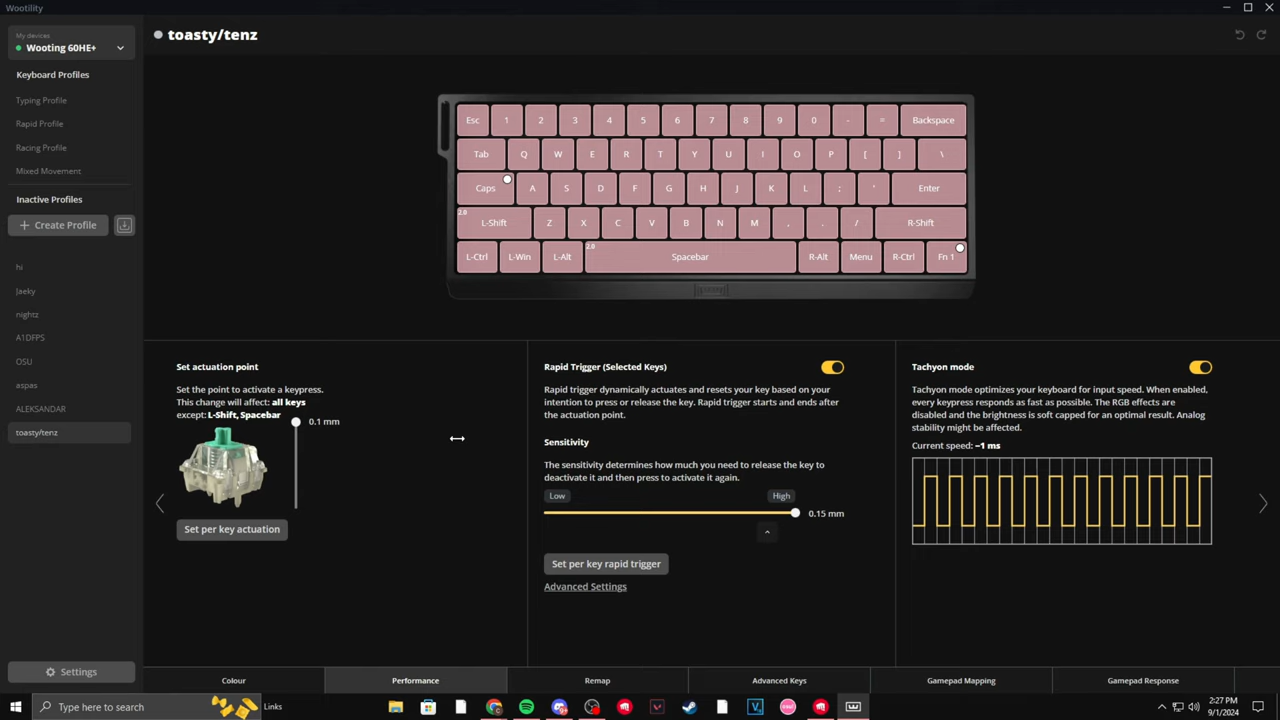 Wootility
My devices
Wooting 60HE+
Keyboard Profiles
Typing Profile
Rapid Profile
Racing Profile
Mixed Movement
Inactive Profiles
Create Profile
hi
Jaeky
nightz
A1DFPS
OSU
aspas
ALEKSANDAR
toasty/tenz
Settings
toasty/tenz
Esc 1 2 3 4 5 6 7 8 9 0 - = Backspace
Tab Q W E R T Y U I O P [ ] \
Caps A S D F G H J K L ; ' Enter
2.0 L-Shift Z X C V B N M , . / R-Shift
L-Ctrl L-Win L-Alt 2.0 Spacebar R-Alt Menu R-Ctrl Fn 1
Set actuation point
Set the point to activate a keypress.
This change will affect: all keys
except: L-Shift, Spacebar
0.1 mm
Set per key actuation
Rapid Trigger (Selected Keys)
Rapid trigger dynamically actuates and resets your key based on your
intention to press or release the key. Rapid trigger starts and ends after
the actuation point.
Sensitivity
The sensitivity determines how much you need to release the key to
deactivate it and then press to activate it again.
Low High
0.15 mm
Set per key rapid trigger
Advanced Settings
Tachyon mode
Tachyon mode optimizes your keyboard for input speed. When enabled,
every keypress responds as fast as possible. The RGB effects are
disabled and the brightness is soft capped for an optimal result. Analog
stability might be affected.
Current speed: ~1 ms
Colour Performance Remap Advanced Keys Gamepad Mapping Gamepad Response
Type here to search
Links
2:27 PM
9/1/2024